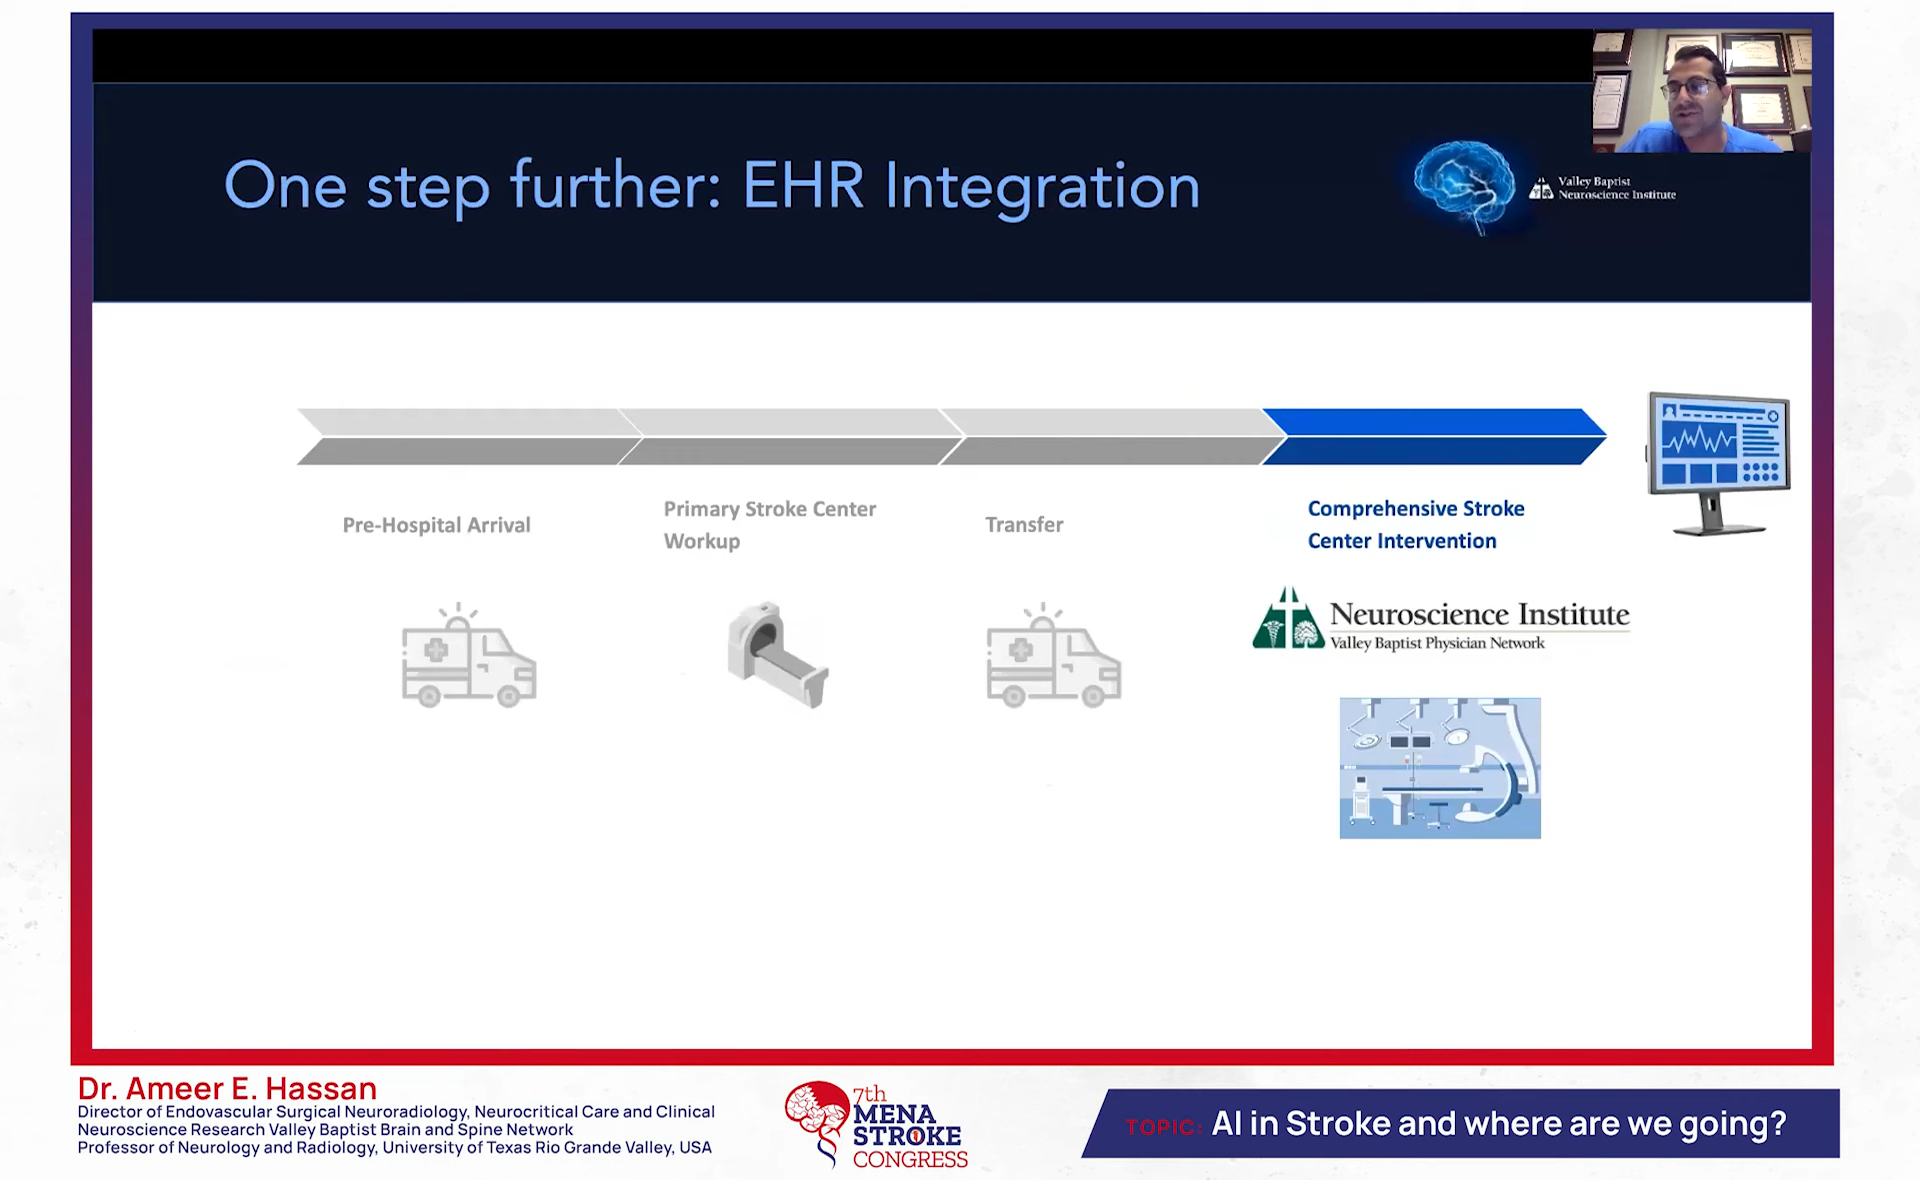 One step further: EHR Integration
Valley Baptist
Neuroscience Institute
Pre-Hospital Arrival
Primary Stroke Center
Workup
Transfer
Comprehensive Stroke
Center Intervention
Neuroscience Institute
Valley Baptist Physician Network
Dr. Ameer E. Hassan
Director of Endovascular Surgical Neuroradiology, Neurocritical Care and Clinical
Neuroscience Research Valley Baptist Brain and Spine Network
Professor of Neurology and Radiology, University of Texas Rio Grande Valley, USA
7th
MENA
STROKE
CONGRESS
TOPIC: AI in Stroke and where are we going?